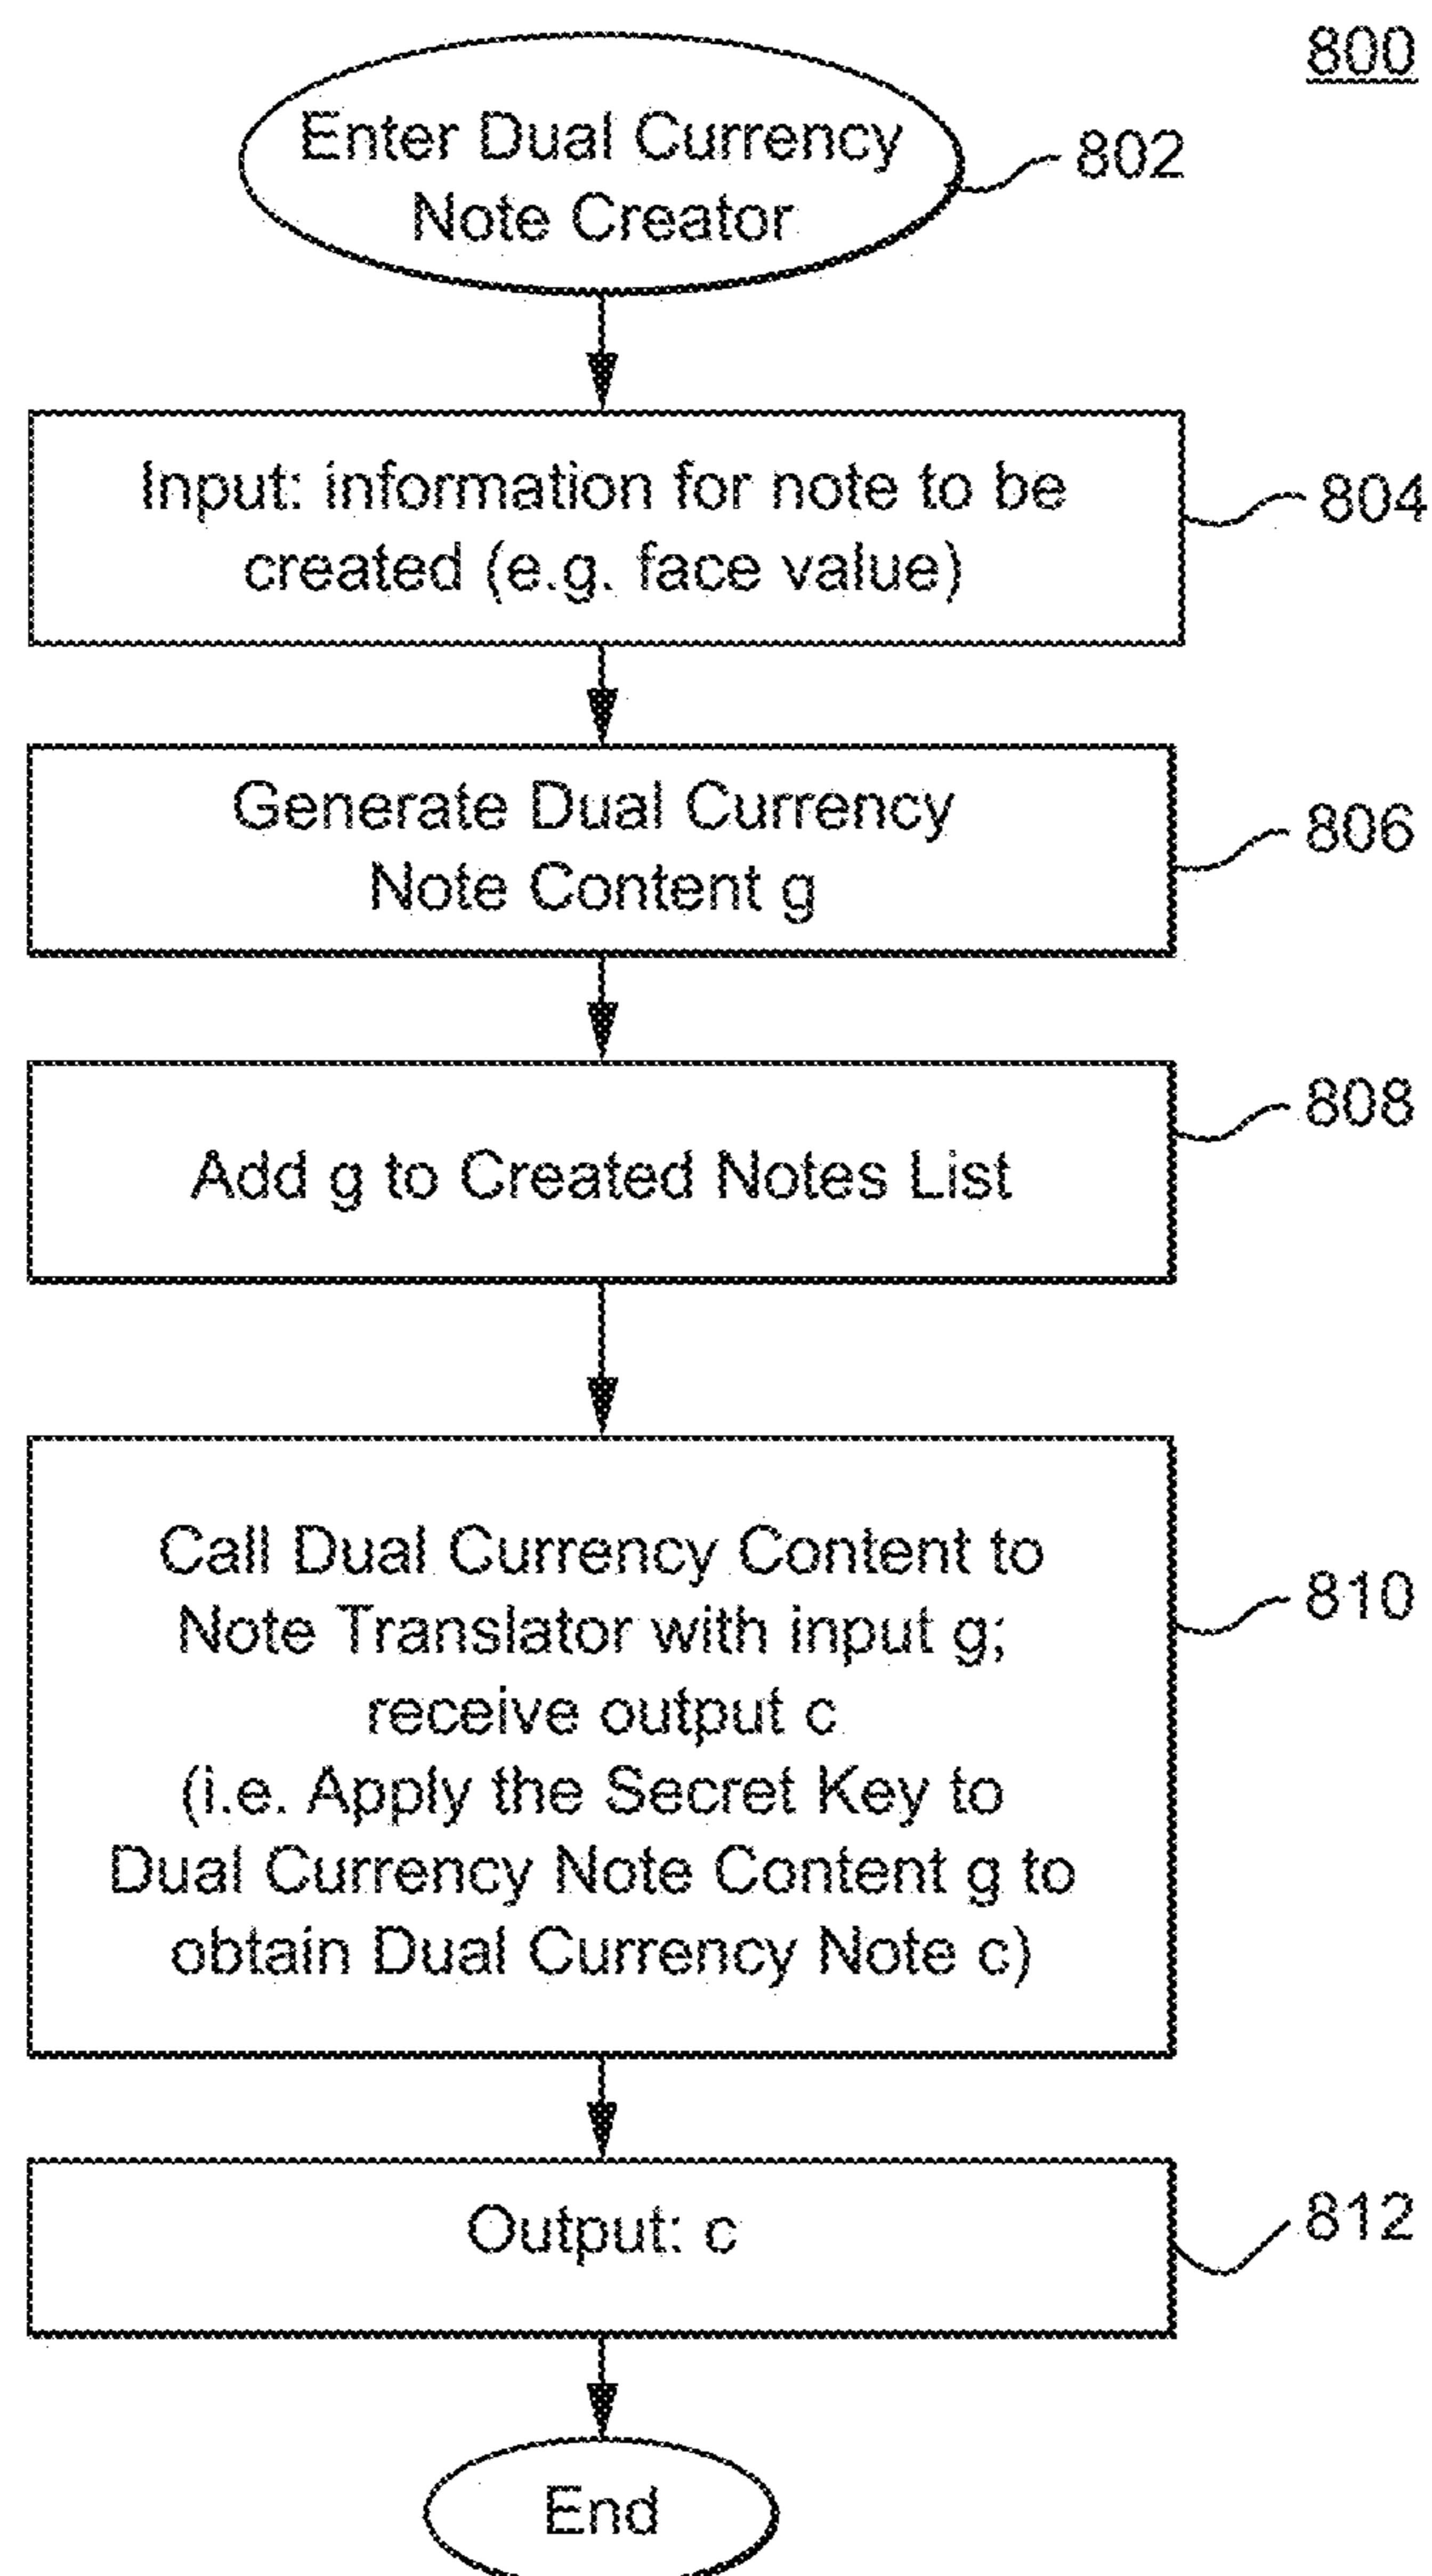 800
Enter Dual Currency
Note Creator
802
Input: information for note to be
created (e.g. face value)
804
Generate Dual Currency
Note Content g
806
Add g to Created Notes List
808
Call Dual Currency Content to
Note Translator with input g;
receive output c
(i.e. Apply the Secret Key to
Dual Currency Note Content g to
obtain Dual Currency Note c)
810
Output: c
812
End